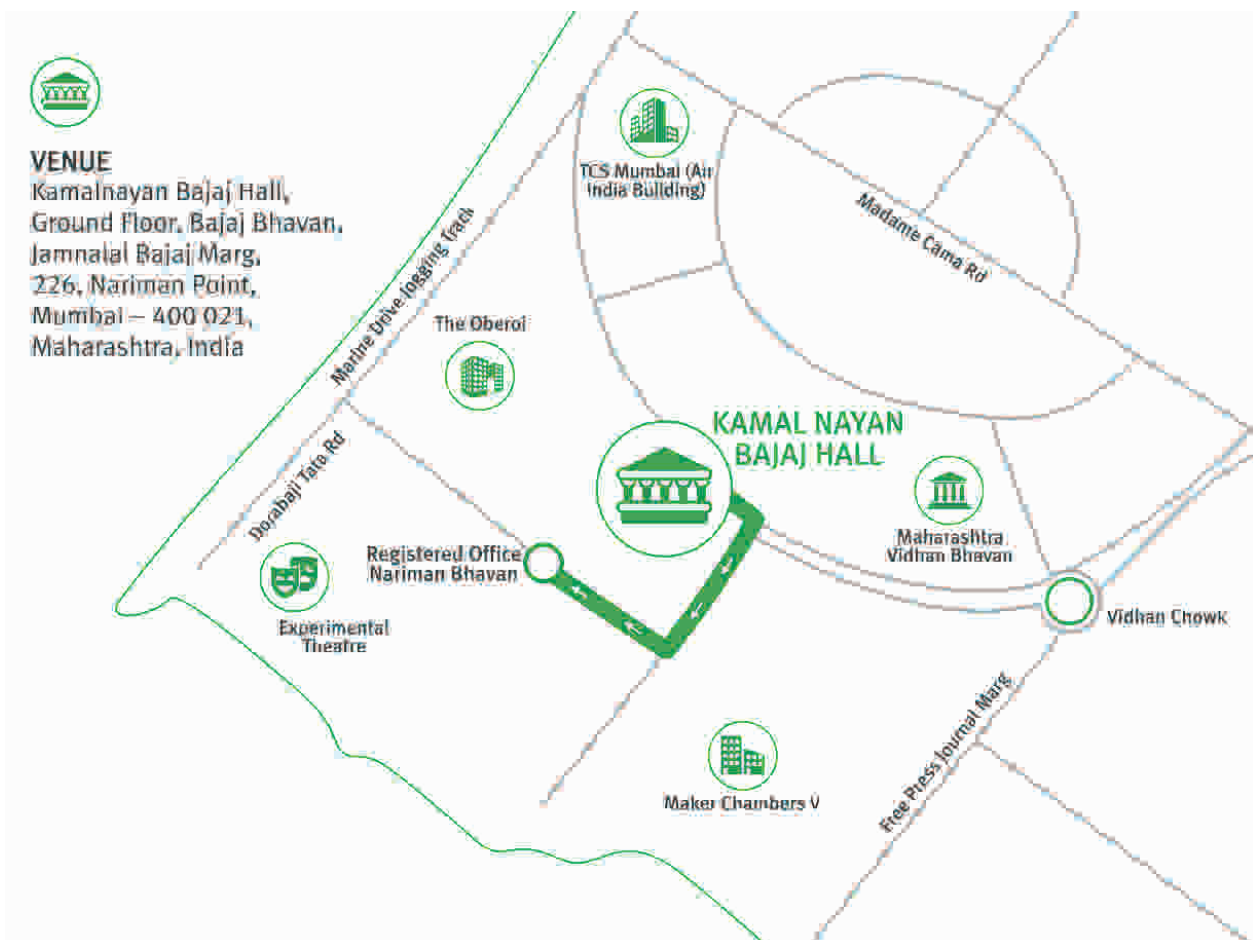 VENUE
Kamalnayan Bajaj Hall,
Ground Floor, Bajaj Bhavan,
Jamnalal Bajaj Marg,
226, Nariman Point,
Mumbai – 400 021,
Maharashtra, India
TCS Mumbai (Air
India Building)
Madame Cama Rd
Marine Drive Jogging Track
The Oberoi
KAMAL NAYAN
BAJAJ HALL
Dorabaji Tata Rd
Maharashtra
Vidhan Bhavan
Registered Office
Nariman Bhavan
Experimental
Theatre
Vidhan Chowk
Free Press Journal Marg
Maker Chambers V